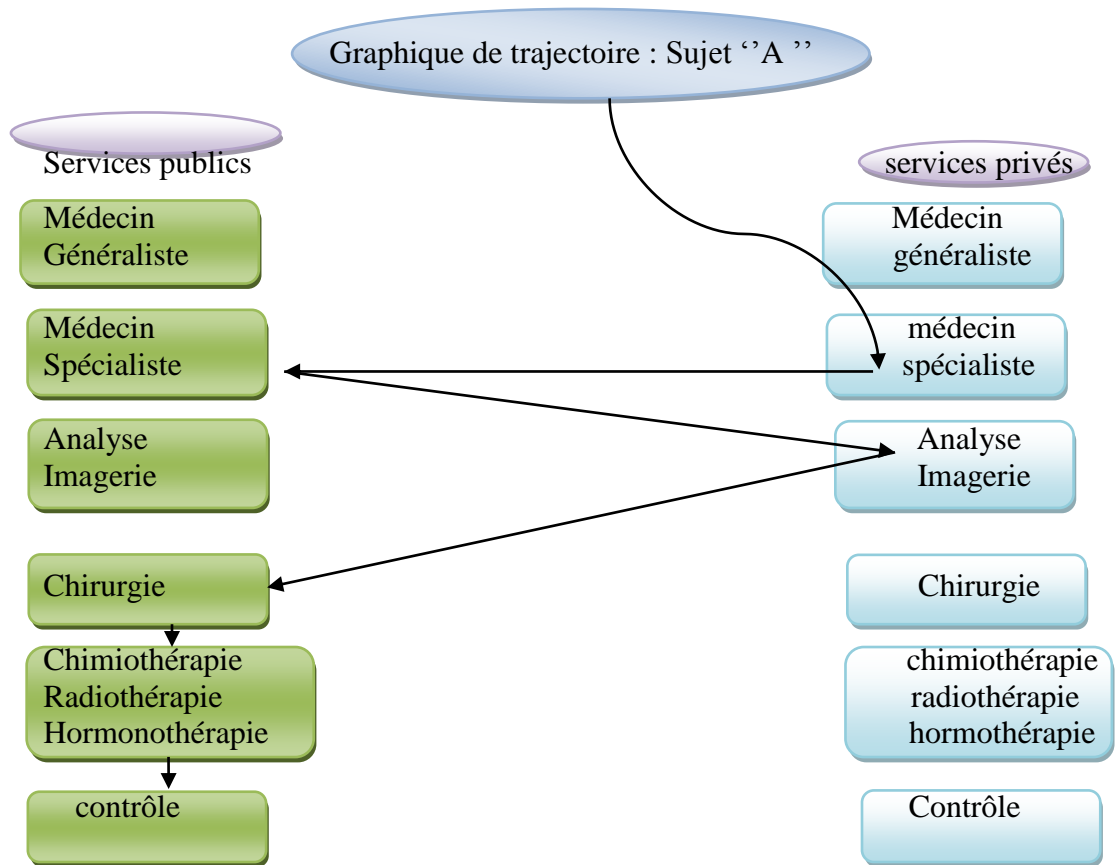 Graphique de trajectoire : Sujet ‘’A ’’
Services publics
services privés
Médecin
Généraliste
Médecin
généraliste
Médecin
Spécialiste
médecin
spécialiste
Analyse
Imagerie
Analyse
Imagerie
Chirurgie
Chirurgie
Chimiothérapie
Radiothérapie
Hormonothérapie
chimiothérapie
radiothérapie
hormothérapie
contrôle
Contrôle